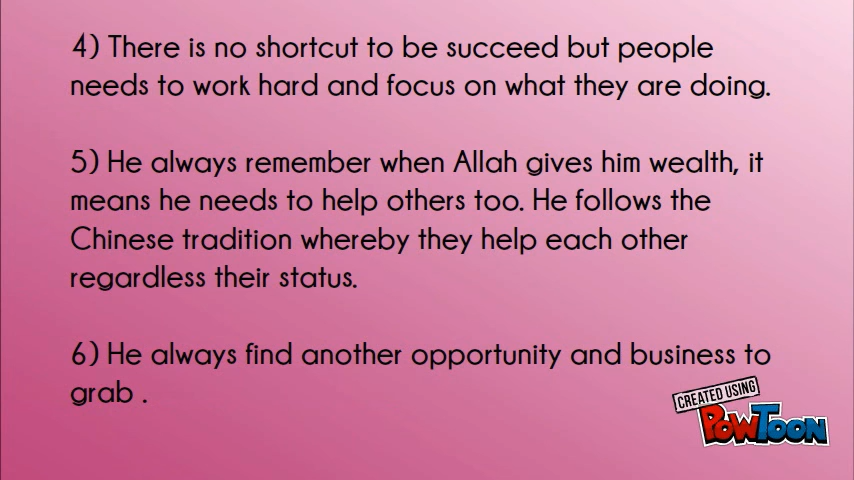 4) There is no shortcut to be succeed but people
needs to work hard and focus on what they are doing.
5) He always remember when Allah gives him wealth, it
means he needs to help others too. He follows the
Chinese tradition whereby they help each other
regardless their status.
6) He always find another opportunity and business to
grab .
CREATED USING
POWTOON